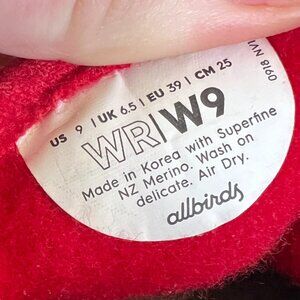 US 9 | UK 6.5 | EU 39 | CM 25
WR|W9
Made in Korea with Superfine
NZ Merino. Wash on
delicate. Air Dry.
allbirds